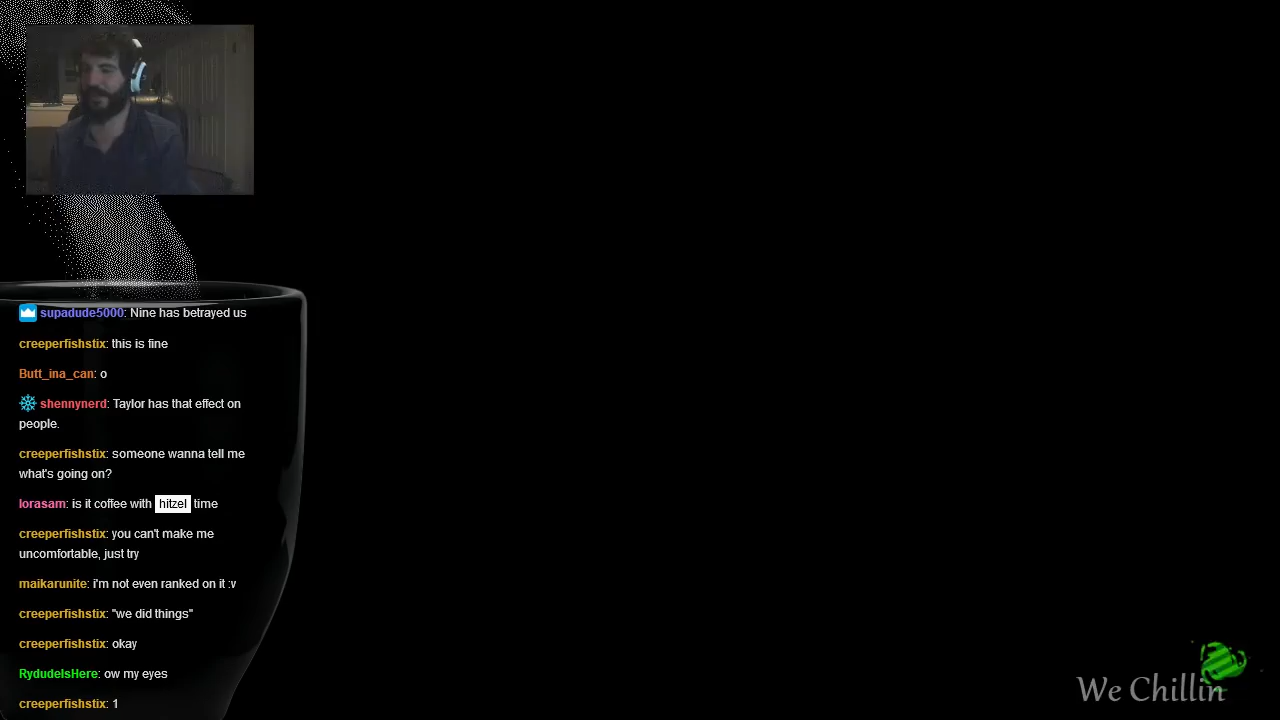 supadude5000: Nine has betrayed us
creeperfishstix: this is fine
Butt_ina_can: o
shennynerd: Taylor has that effect on
people.
creeperfishstix: someone wanna tell me
what's going on?
lorasam: is it coffee with hitzel time
creeperfishstix: you can't make me
uncomfortable, just try
maikarunite: i'm not even ranked on it :v
creeperfishstix: "we did things"
creeperfishstix: okay
RydudeIsHere: ow my eyes
creeperfishstix: 1
We Chillin